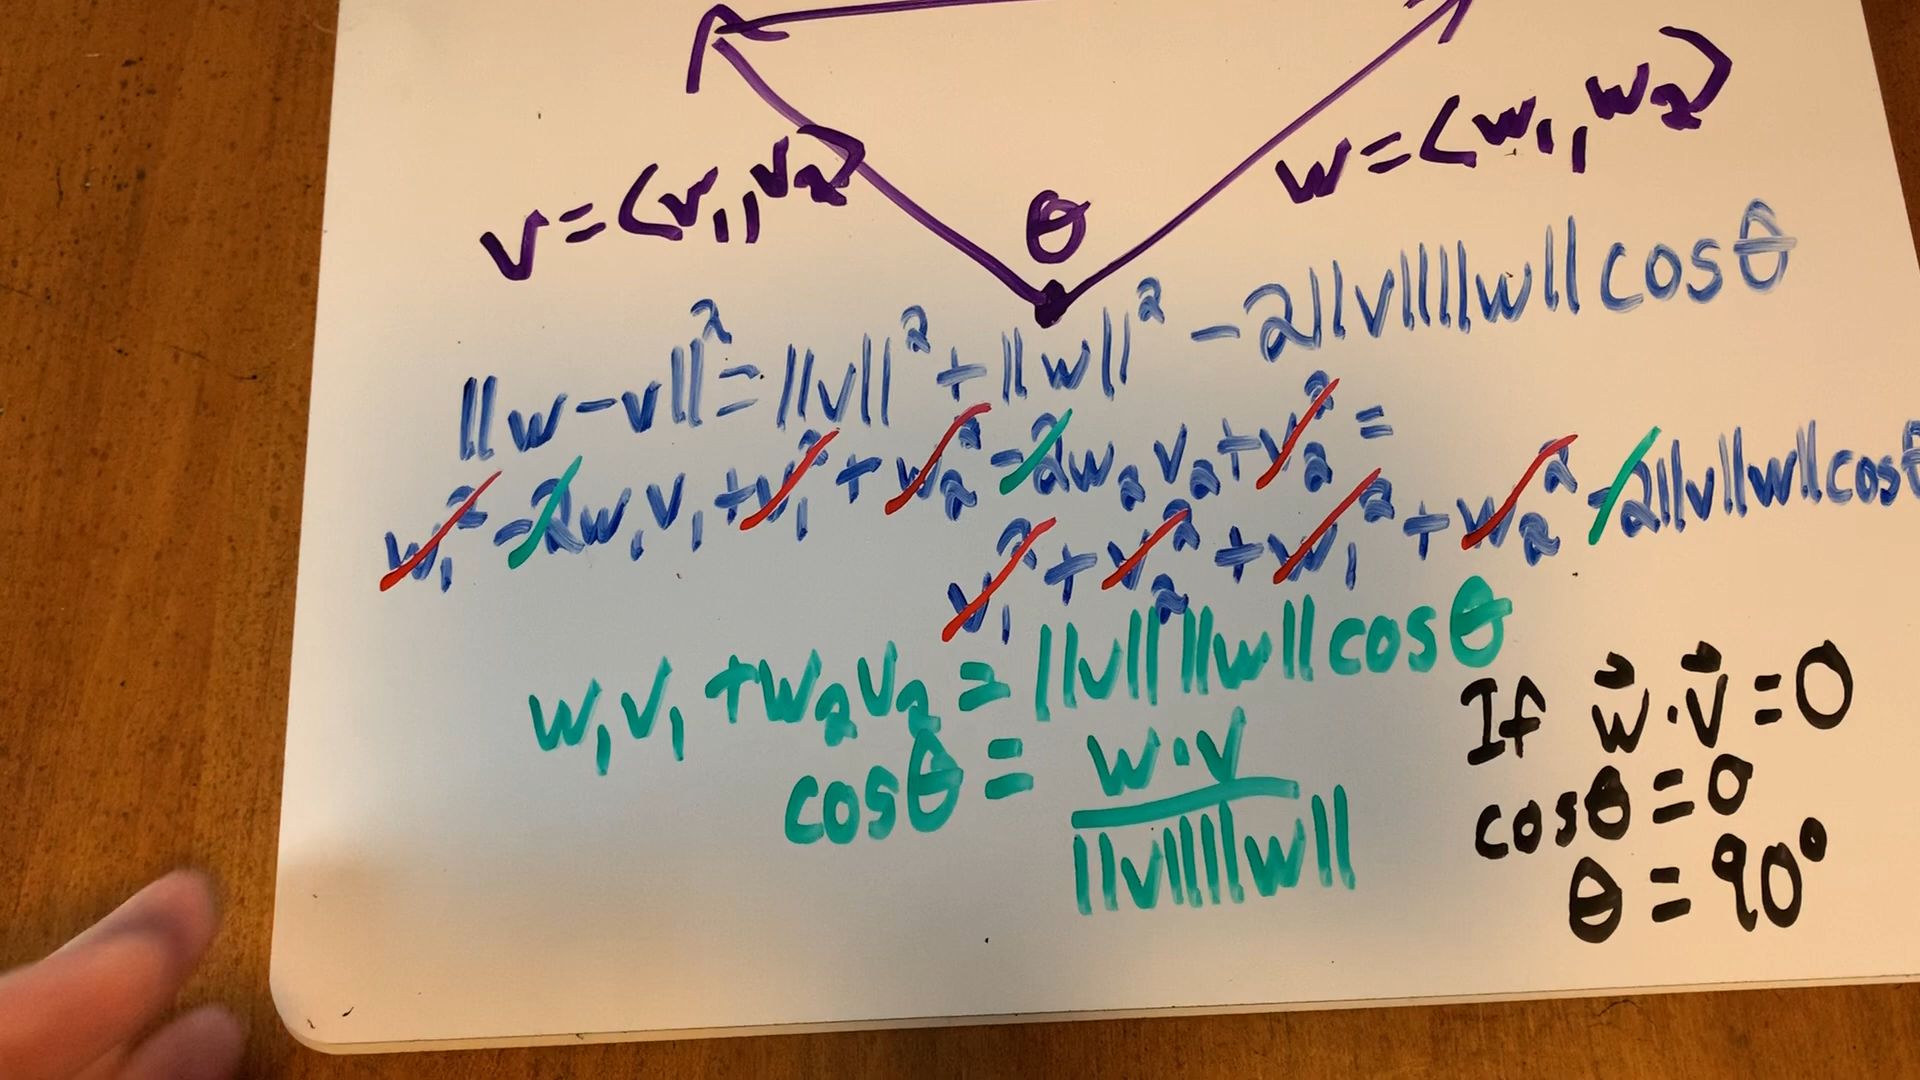 v=(v₁,v₂)
w=(w₁,w₂)
θ
||w-v||²=||v||²+||w||²-2||v||||w||cosθ
w₁²-2w₁v₁+v₁²+w₂²-2w₂v₂+v₂²=
v₁²+v₂²+w₁²+w₂²-2||v||||w||cosθ
w₁v₁+w₂v₂=||v||||w||cosθ
cosθ=w·v/||v||||w||
If w⃗·v⃗=0
cosθ=0
θ=90°